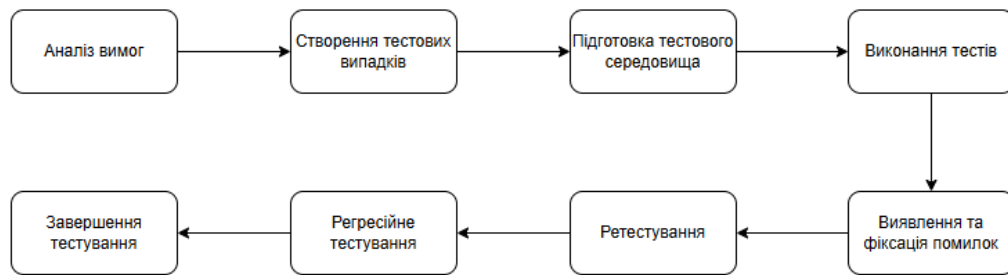 Аналіз вимог
Створення тестових
випадків
Підготовка тестового
середовища
Виконання тестів
Виявлення та
фіксація помилок
Ретестування
Регресійне
тестування
Завершення
тестування